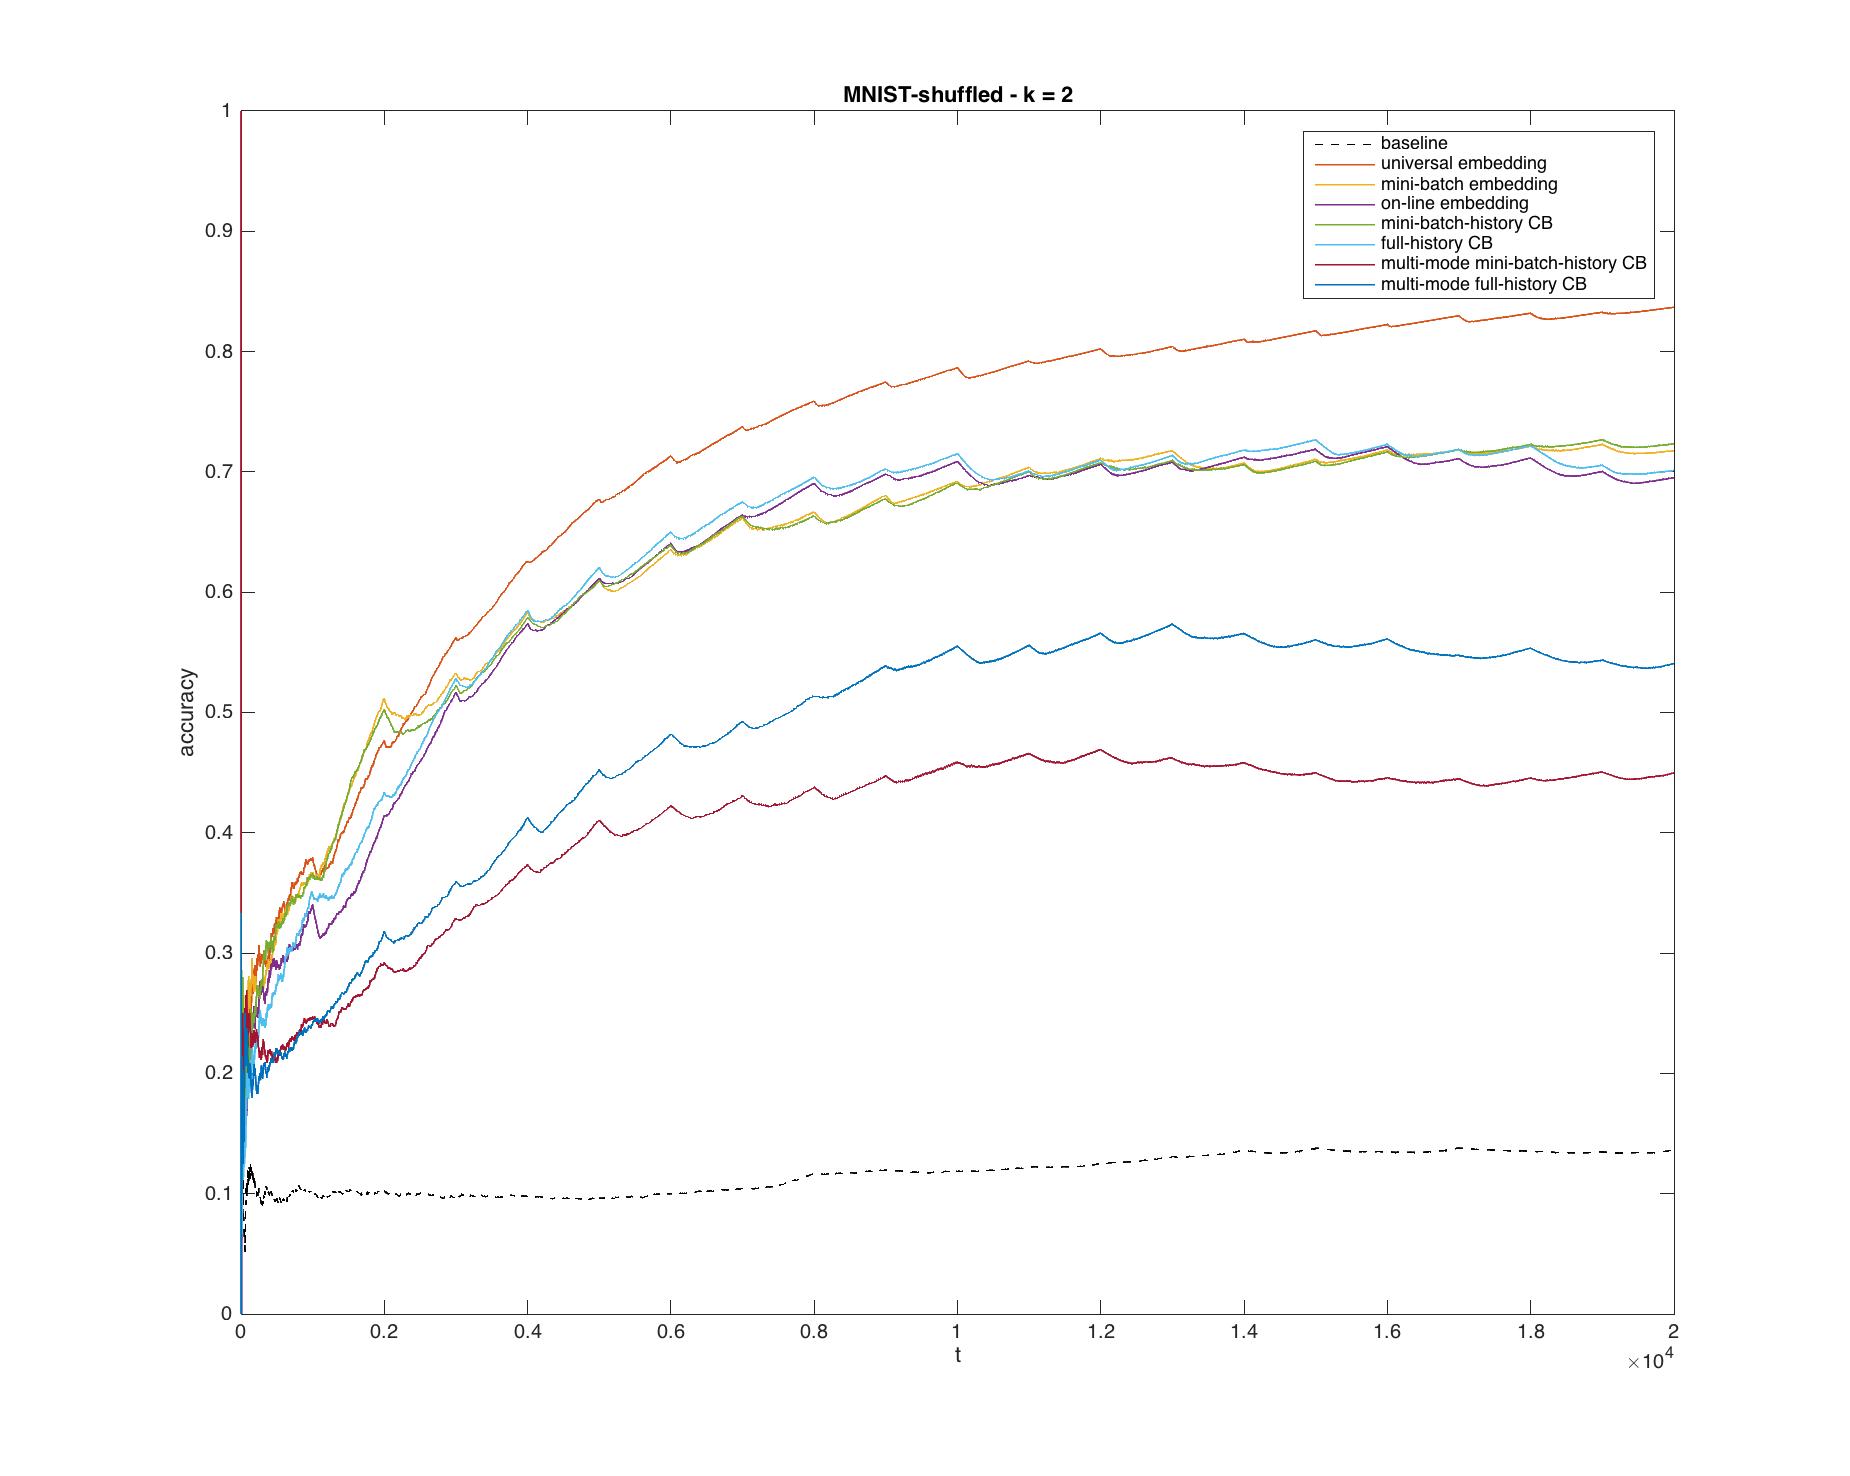 MNIST-shuffled - k = 2
1
0.9
0.8
0.7
0.6
0.5
0.4
0.3
0.2
0.1
0
accuracy
baseline
universal embedding
mini-batch embedding
on-line embedding
mini-batch-history CB
full-history CB
multi-mode mini-batch-history CB
multi-mode full-history CB
0 0.2 0.4 0.6 0.8 1 1.2 1.4 1.6 1.8 2
t
×10^4